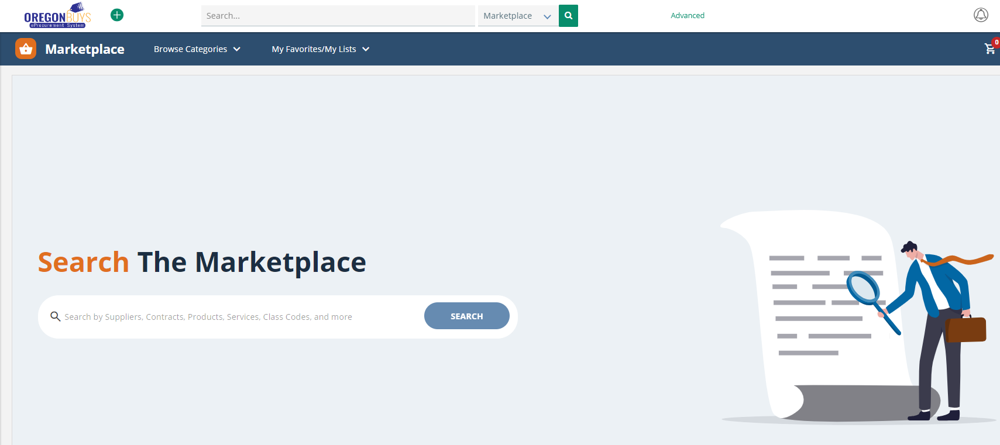 OREGONBUYS
eProcurement System
Search...
Marketplace
Advanced
Marketplace
Browse Categories
My Favorites/My Lists
0
Search The Marketplace
Search by Suppliers, Contracts, Products, Services, Class Codes, and more
SEARCH